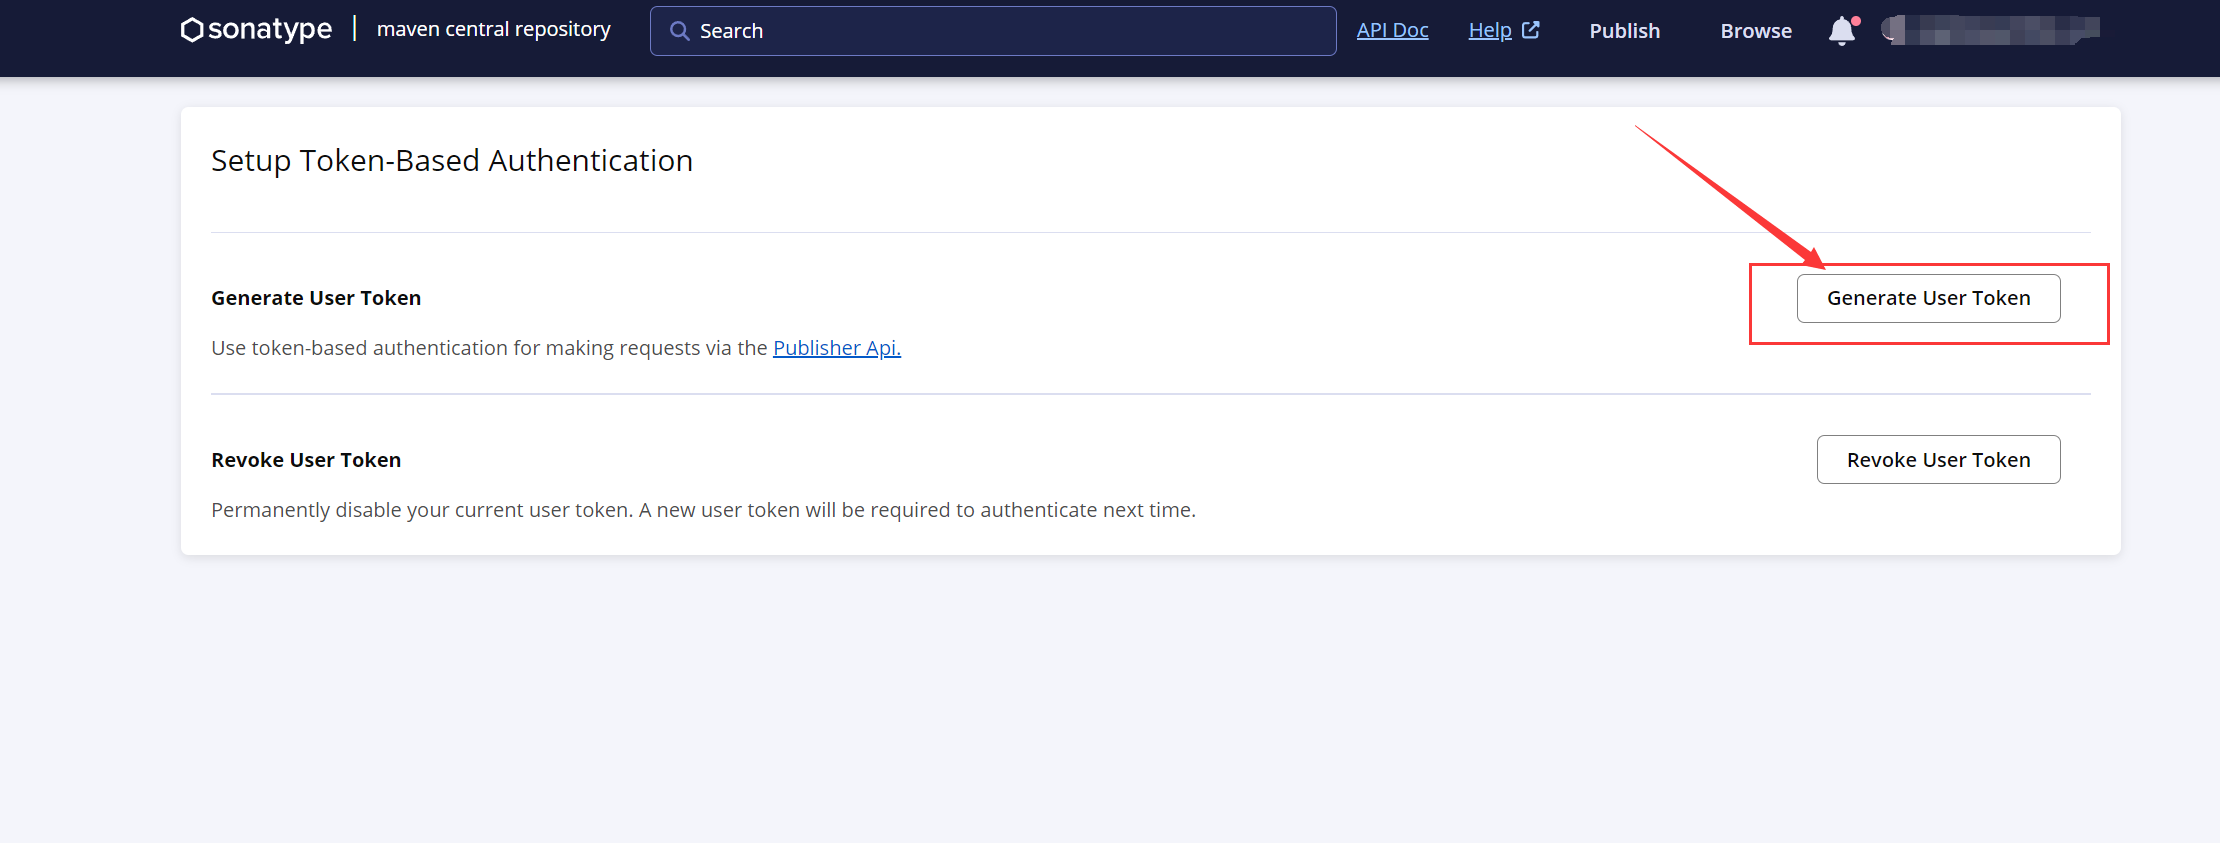 sonatype | maven central repository Search API Doc Help Publish Browse
Setup Token-Based Authentication
Generate User Token Generate User Token
Use token-based authentication for making requests via the Publisher Api.
Revoke User Token Revoke User Token
Permanently disable your current user token. A new user token will be required to authenticate next time.